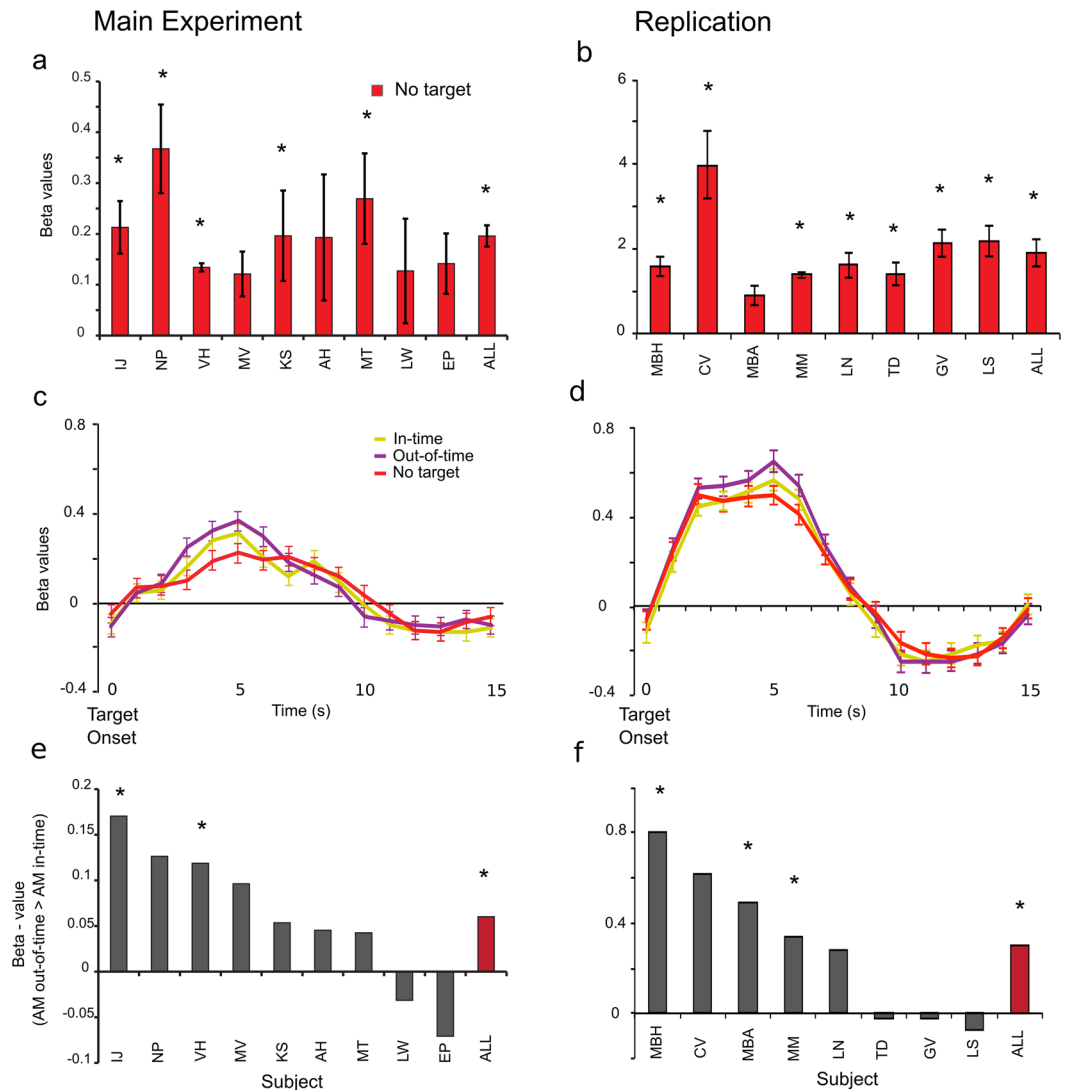 Main Experiment
Replication
a
0.5
0.4
0.3
0.2
0.1
0
Beta values
No target
* * * * * *
IJ NP VH MV KS AH MT LW EP ALL
b
6
4
2
0
* * * * * * * *
MBH CV MBA MM LN TD GV LS ALL
c
0.8
0.4
0
-0.4
Beta values
In-time
Out-of-time
No target
0 5 10 15
Target
Onset
Time (s)
d
0.8
0.4
0
-0.4
0 5 10 15
Target
Onset
Time (s)
e
0.2
0.15
0.1
0.05
0
-0.05
-0.1
Beta - value
(AM out-of-time > AM in-time)
* * *
IJ NP VH MV KS AH MT LW EP ALL
Subject
f
0.8
0.4
0
* * * *
MBH CV MBA MM LN TD GV LS ALL
Subject